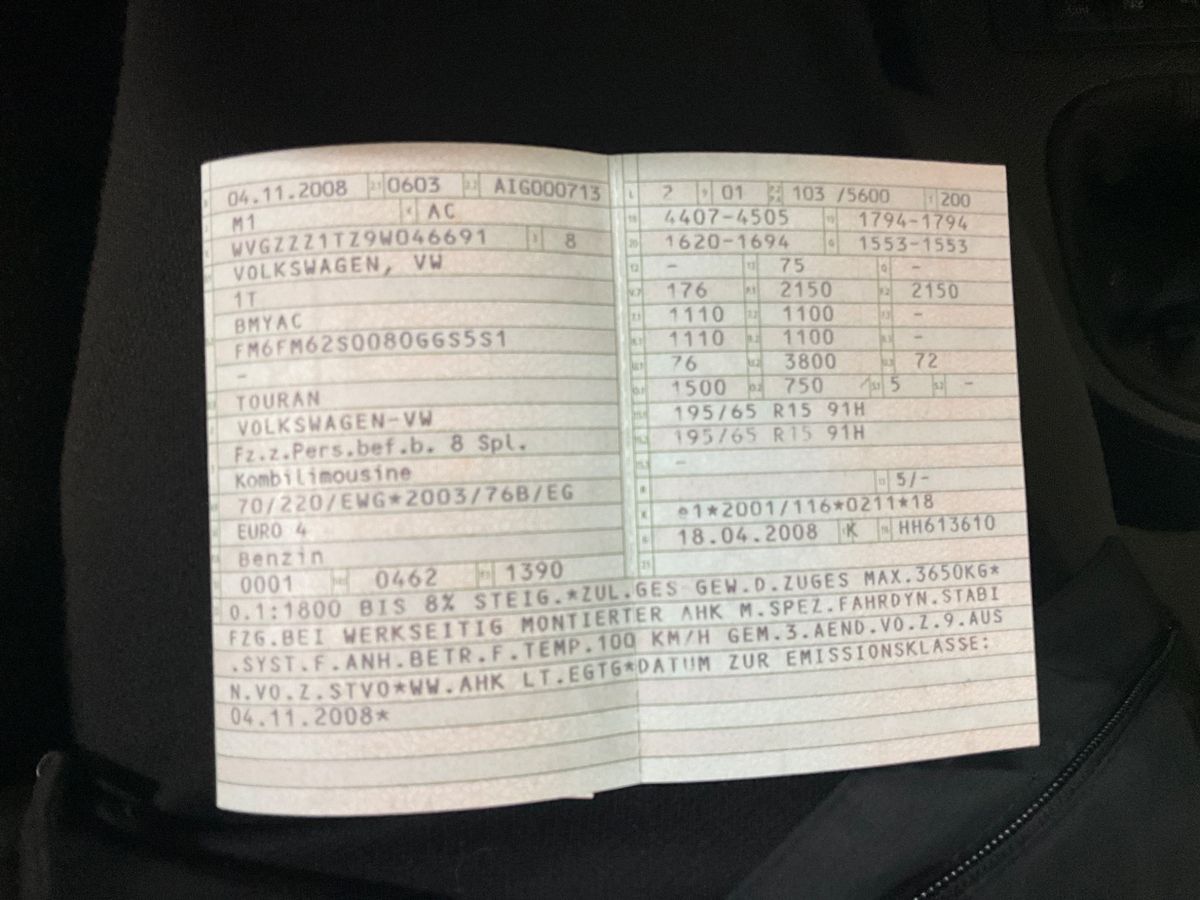 04.11.2008 0603 AIG000713
M1 AC
WVGZZZ1TZ9W046691 8
VOLKSWAGEN, VW
1T
BMYAC
FM6FM62S0080GGS5S1
-
TOURAN
VOLKSWAGEN-VW
Fz.z.Pers.bef.b. 8 Spl.
Kombilimousine
70/220/EWG*2003/76B/EG
EURO 4
Benzin
0001 0462 1390
2 01 103 /5600 200
4407-4505 1794-1794
1620-1694 1553-1553
- 75 -
176 2150 2150
1110 1100 -
1110 1100 -
76 3800 72
1500 750 5 -
195/65 R15 91H
195/65 R15 91H
-
5/-
e1*2001/116*0211*18
18.04.2008 K HH613610
0.1:1800 BIS 8% STEIG.*ZUL.GES GEW.D.ZUGES MAX.3650KG*
FZG.BEI WERKSEITIG MONTIERTER AHK M.SPEZ.FAHRDYN.STABI
.SYST.F.ANH.BETR.F.TEMP.100 KM/H GEM.3.AEND.VO.Z.9.AUS
N.VO.Z.STVO*WW.AHK LT.EGTG*DATUM ZUR EMISSIONSKLASSE:
04.11.2008*